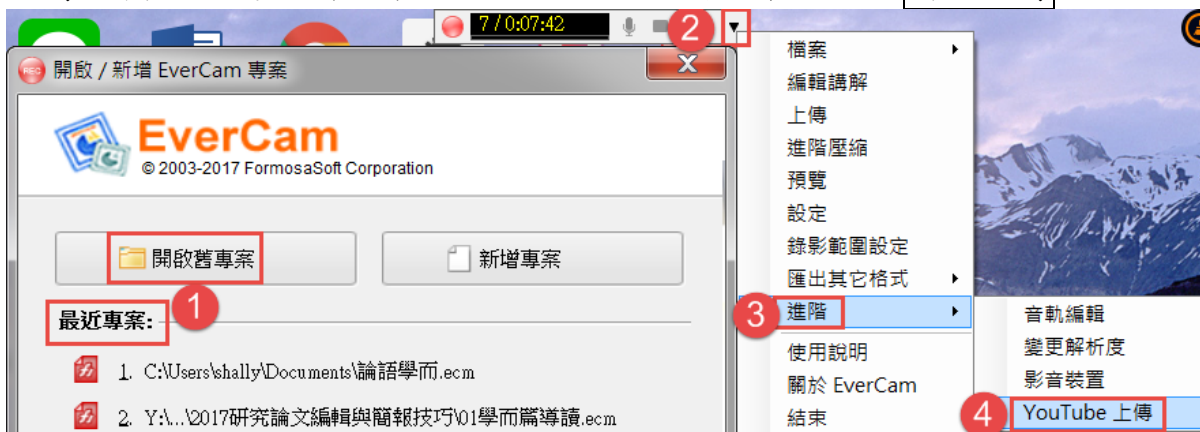 7 / 0:07:42
2
▼
REC
開啟 / 新增 EverCam 專案
X
EverCam
© 2003-2017 FormosaSoft Corporation
開啟舊專案
新增專案
1
最近專案:
1. C:\Users\shally\Documents\論語學而.ecm
2. Y:\...\2017研究論文編輯與簡報技巧\01學而篇導讀.ecm
檔案
編輯講解
上傳
進階壓縮
預覽
設定
錄影範圍設定
匯出其它格式
3
進階
使用說明
關於 EverCam
結束
音軌編輯
變更解析度
影音裝置
4
YouTube 上傳